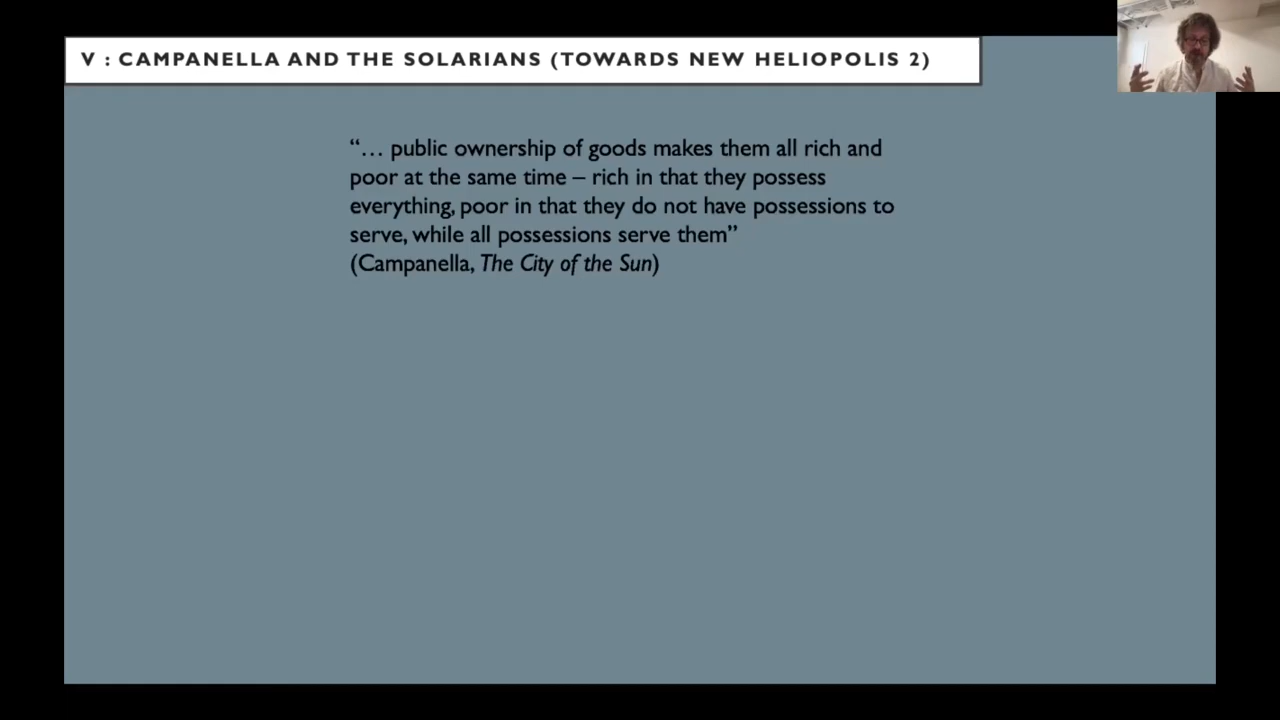 V : CAMPANELLA AND THE SOLARIANS (TOWARDS NEW HELIOPOLIS 2)
“… public ownership of goods makes them all rich and
poor at the same time – rich in that they possess
everything, poor in that they do not have possessions to
serve, while all possessions serve them”
(Campanella, The City of the Sun)